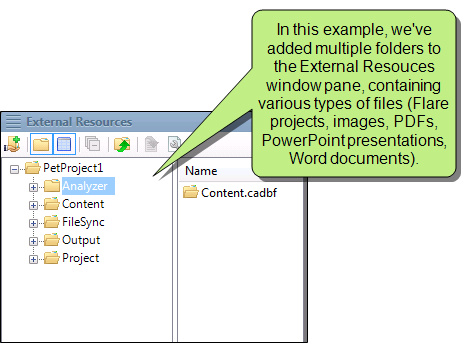 In this example, we've
added multiple folders to
the External Resouces
window pane, containing
various types of files (Flare
projects, images, PDFs,
PowerPoint presentations,
Word documents).
External Resources
PetProject1
Name
Analyzer
Content.cadbf
Content
FileSync
Output
Project